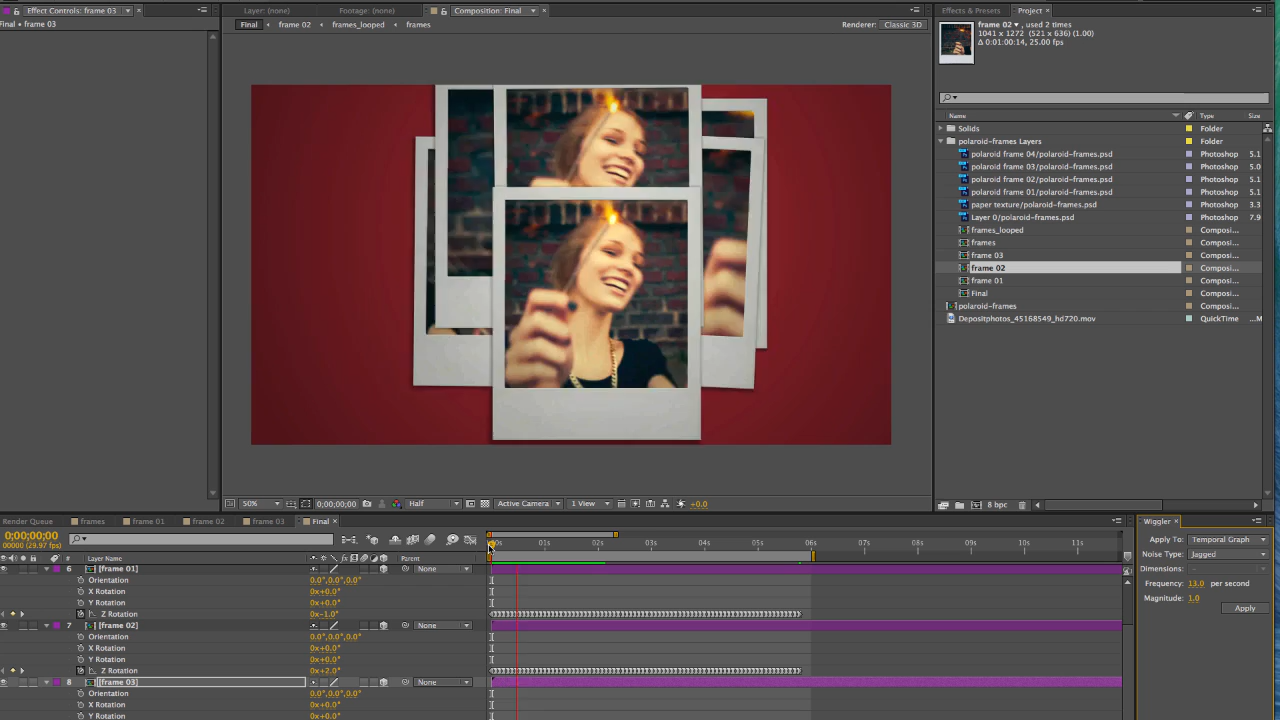 Effect Controls: frame 03
Final • frame 03
Layer: (none)
Footage: (none)
Composition: Final
Final
frame 02
frames_looped
frames
Renderer:
Classic 3D
Effects & Presets
Project
frame 02
, used 2 times
1041 x 1272 (521 x 636) (1.00)
Δ 0:01:00:14, 25.00 fps
Name
Type
Size
Solids
Folder
polaroid-frames Layers
Folder
polaroid frame 04/polaroid-frames.psd
Photoshop
5.1
polaroid frame 03/polaroid-frames.psd
Photoshop
5.0
polaroid frame 02/polaroid-frames.psd
Photoshop
5.1
polaroid frame 01/polaroid-frames.psd
Photoshop
5.1
paper texture/polaroid-frames.psd
Photoshop
3.3
Layer 0/polaroid-frames.psd
Photoshop
7.9
frames_looped
Composi...
frames
Composi...
frame 03
Composi...
frame 02
Composi...
frame 01
Composi...
Final
Composi...
polaroid-frames
Composi...
Depositphotos_45168549_hd720.mov
QuickTime
...M
50%
0;00;00;00
Half
Active Camera
1 View
+0.0
8 bpc
Render Queue
frames
frame 01
frame 02
frame 03
Final
0;00;00;00
00000 (29.97 fps)
Layer Name
Parent
01s
02s
03s
04s
05s
06s
07s
08s
09s
10s
11s
6
[frame 01]
None
Orientation
0.0°,0.0°,0.0°
X Rotation
0x+0.0°
Y Rotation
0x+0.0°
Z Rotation
0x-1.0°
7
[frame 02]
None
Orientation
0.0°,0.0°,0.0°
X Rotation
0x+0.0°
Y Rotation
0x+0.0°
Z Rotation
0x+2.0°
8
[frame 03]
None
Orientation
0.0°,0.0°,0.0°
X Rotation
0x+0.0°
Y Rotation
0x+0.0°
Wiggler
Apply To:
Temporal Graph
Noise Type:
Jagged
Dimensions:
Frequency:
13.0
per second
Magnitude:
1.0
Apply